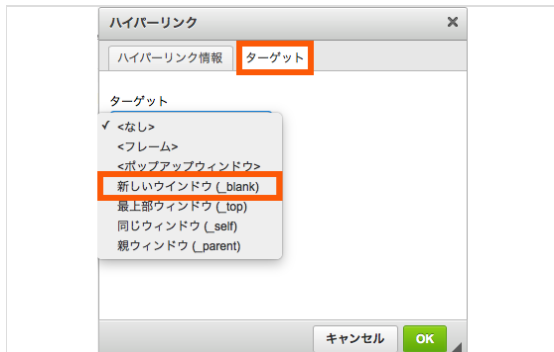 ハイパーリンク ×
ハイパーリンク情報 ターゲット
ターゲット
✓ <なし>
<フレーム>
<ポップアップウィンドウ>
新しいウインドウ (_blank)
最上部ウィンドウ (_top)
同じウィンドウ (_self)
親ウィンドウ (_parent)
キャンセル OK